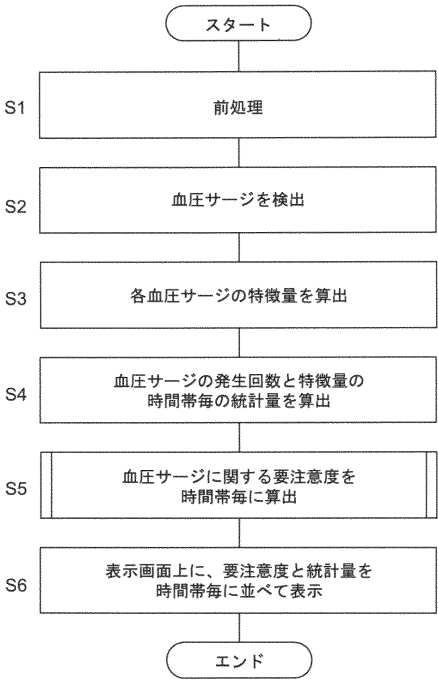 スタート
S1
前処理
S2
血圧サージを検出
S3
各血圧サージの特徴量を算出
S4
血圧サージの発生回数と特徴量の
時間帯毎の統計量を算出
S5
血圧サージに関する要注意度を
時間帯毎に算出
S6
表示画面上に、要注意度と統計量を
時間帯毎に並べて表示
エンド